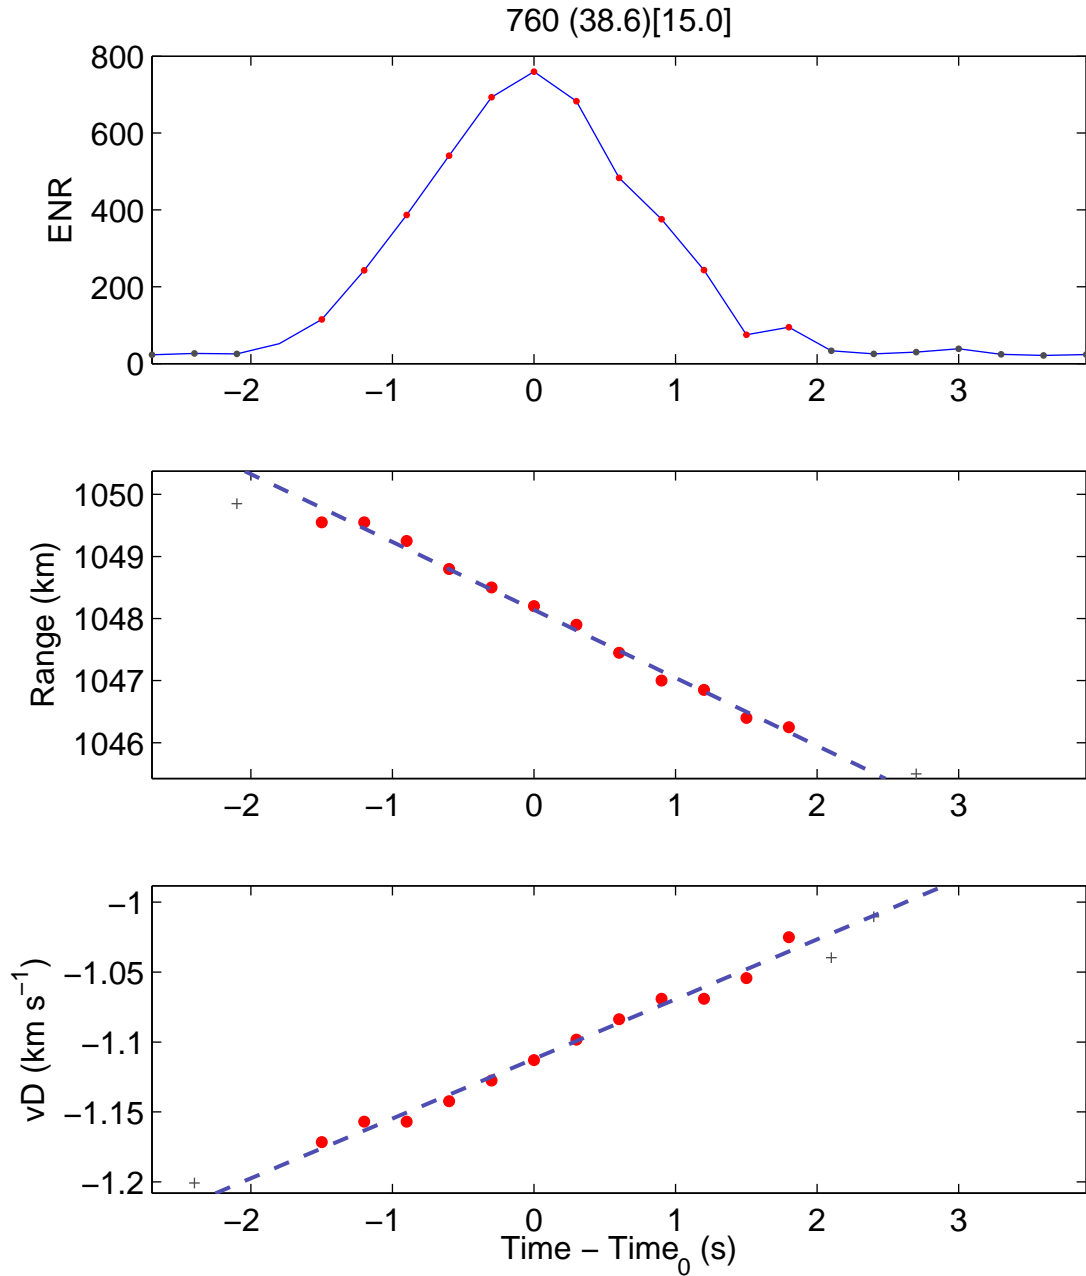 760 (38.6)[15.0]
800
600
400
200
0
ENR
−2 −1 0 1 2 3
1050
1049
1048
1047
1046
Range (km)
−2 −1 0 1 2 3
−1
−1.05
−1.1
−1.15
−1.2
vD (km s⁻¹)
−2 −1 0 1 2 3
Time − Time₀ (s)